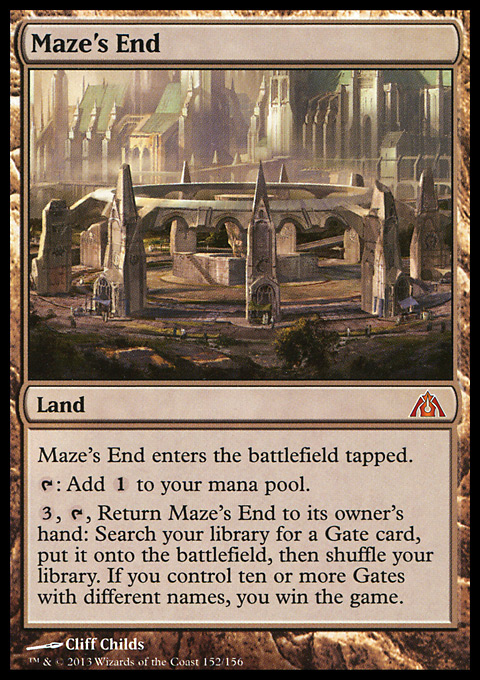 Maze's End
Land
Maze's End enters the battlefield tapped.
: Add 1 to your mana pool.
3, , Return Maze's End to its owner's
hand: Search your library for a Gate card,
put it onto the battlefield, then shuffle your
library. If you control ten or more Gates
with different names, you win the game.
Cliff Childs
™ & © 2013 Wizards of the Coast 152/156